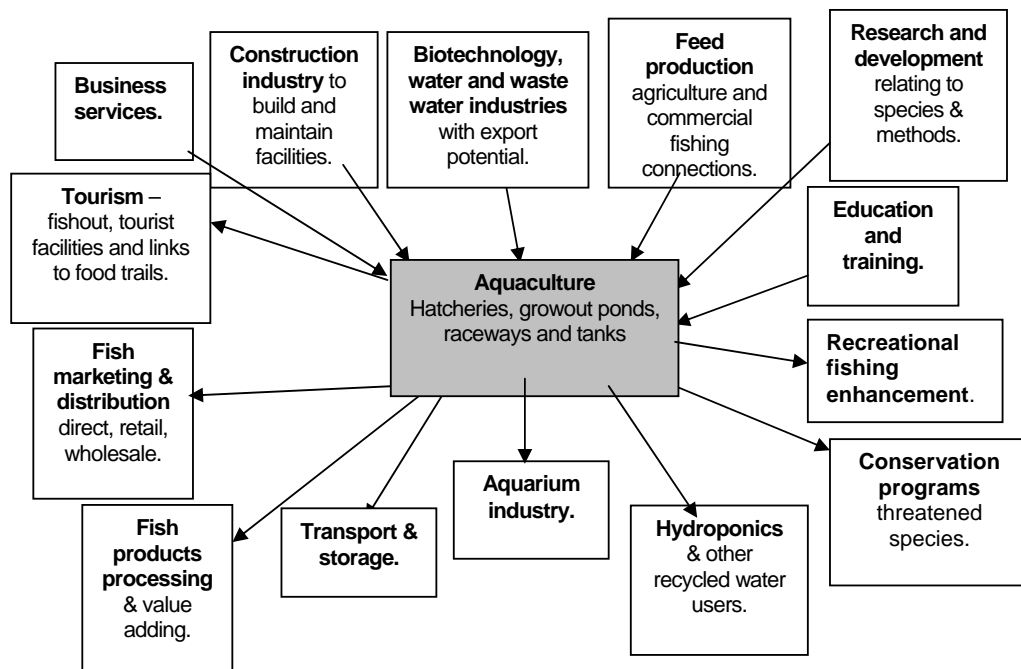 Business
services.
Construction
industry to
build and
maintain
facilities.
Biotechnology,
water and waste
water industries
with export
potential.
Feed
production
agriculture and
commercial
fishing
connections.
Research and
development
relating to
species &
methods.
Tourism –
fishout, tourist
facilities and links
to food trails.
Education
and
training.
Aquaculture
Hatcheries, growout ponds,
raceways and tanks
Fish
marketing &
distribution
direct, retail,
wholesale.
Recreational
fishing
enhancement.
Fish
products
processing
& value
adding.
Transport &
storage.
Aquarium
industry.
Hydroponics
& other
recycled water
users.
Conservation
programs
threatened
species.